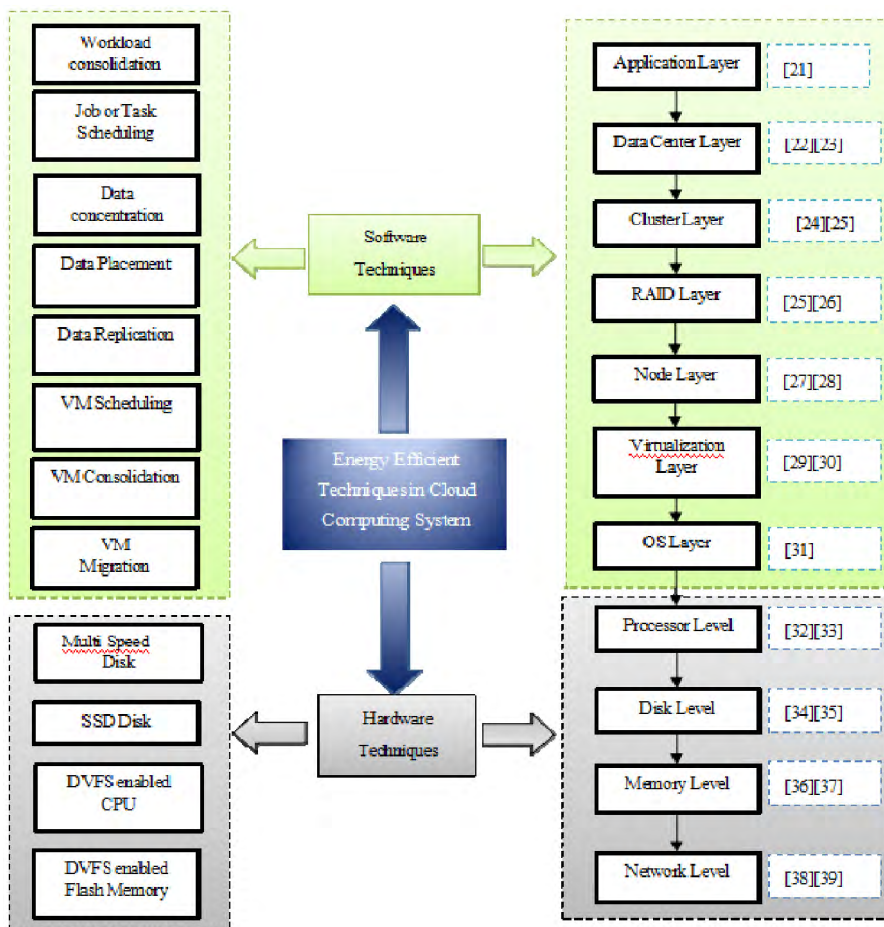 Workload
consolidation
Job or Task
Scheduling
Data
concentration
Data Placement
Data Replication
VM Scheduling
VM Consolidation
VM
Migration
Multi Speed
Disk
SSD Disk
DVFS enabled
CPU
DVFS enabled
Flash Memory
Software
Techniques
Energy Efficient
Techniques in Cloud
Computing System
Hardware
Techniques
Application Layer
[21]
Data Center Layer
[22][23]
Cluster Layer
[24][25]
RAID Layer
[25][26]
Node Layer
[27][28]
Virtualization
Layer
[29][30]
OS Layer
[31]
Processor Level
[32][33]
Disk Level
[34][35]
Memory Level
[36][37]
Network Level
[38][39]